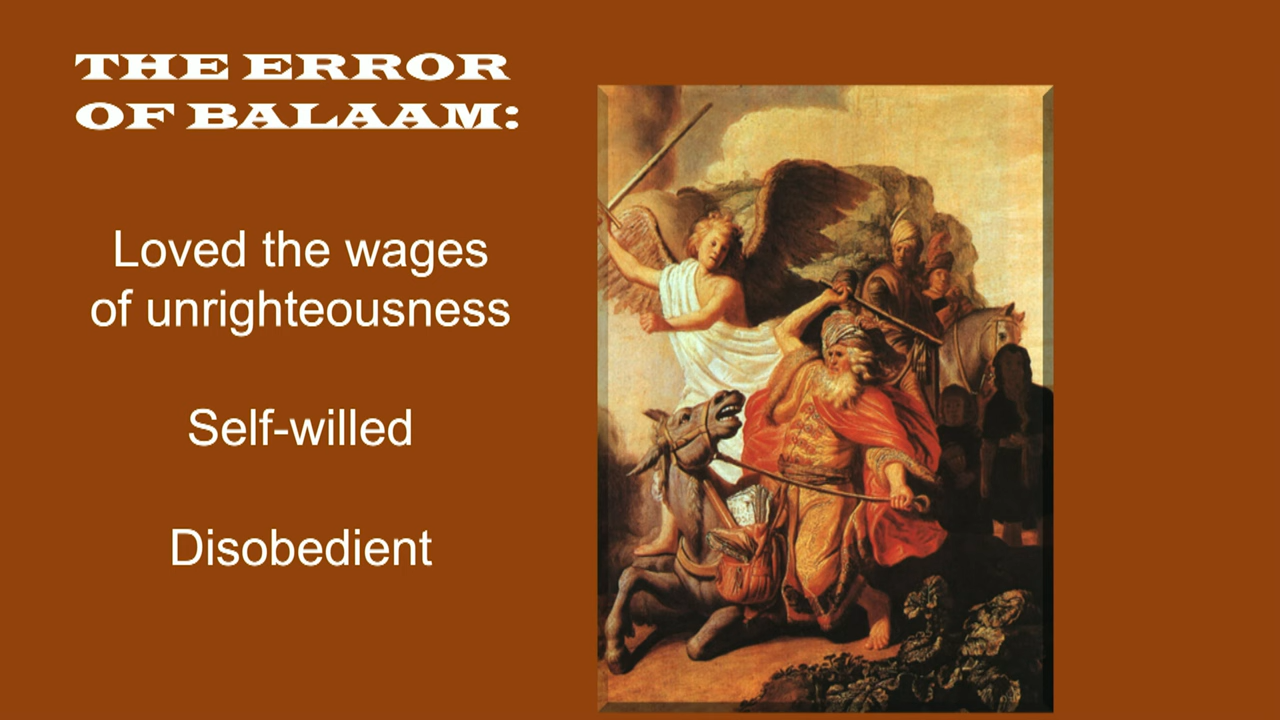 THE ERROR
OF BALAAM:
Loved the wages
of unrighteousness
Self-willed
Disobedient